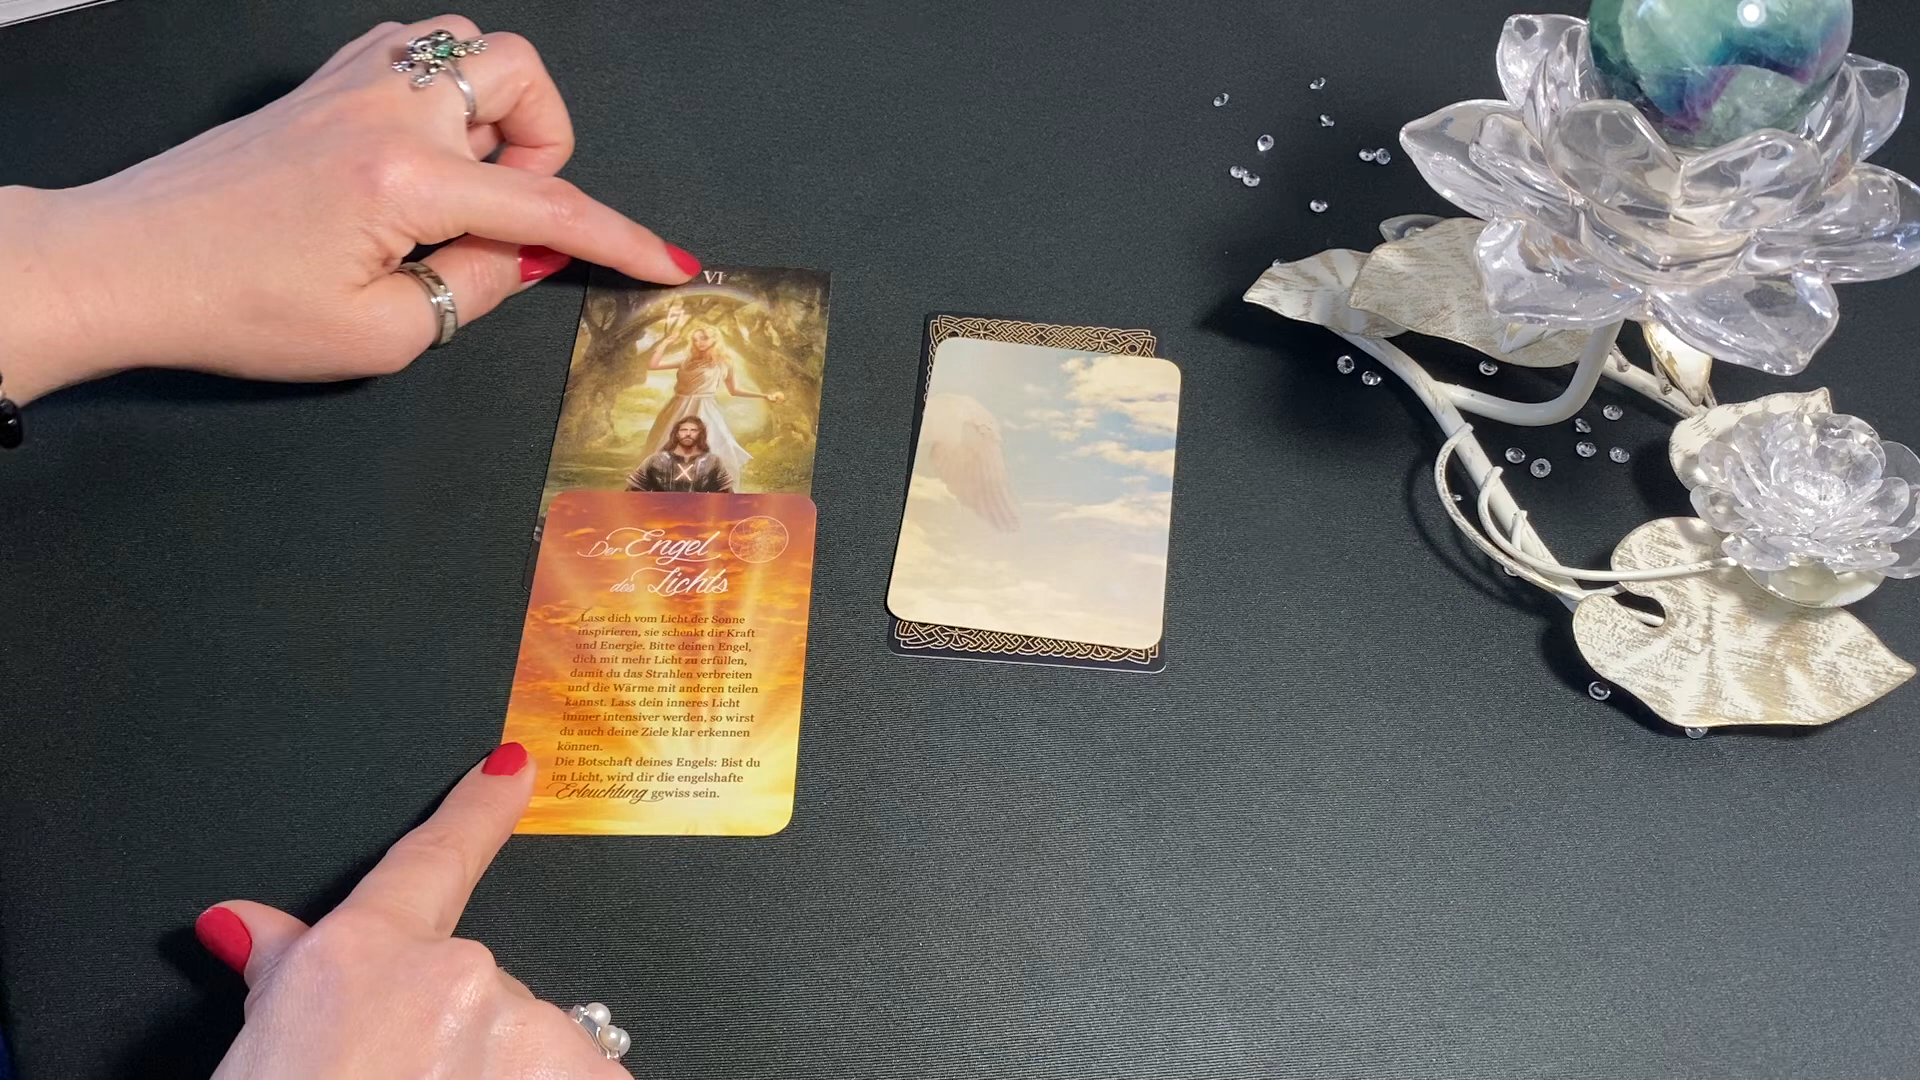 VI
Der Engel
des Lichts
Lass dich vom Licht der Sonne
inspirieren, sie schenkt dir Kraft
und Energie. Bitte deinen Engel,
dich mit mehr Licht zu erfüllen,
damit du das Strahlen verbreiten
und die Wärme mit anderen teilen
kannst. Lass dein inneres Licht
immer intensiver werden, so wirst
du auch deine Ziele klar erkennen
können.
Die Botschaft deines Engels: Bist du
im Licht, wird dir die engelshafte
Erleuchtung gewiss sein.